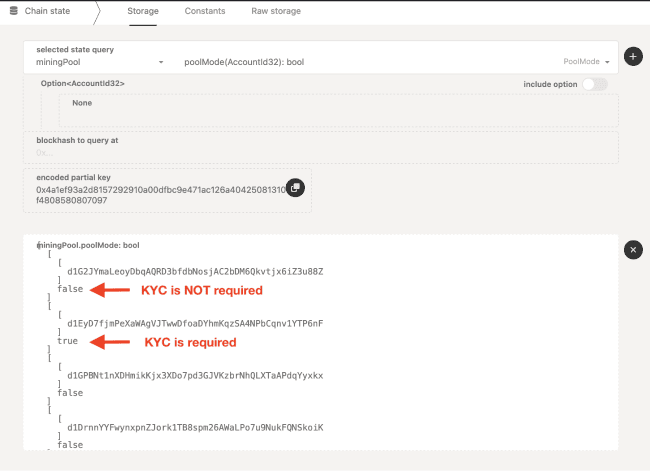 Chain state
Storage
Constants
Raw storage
selected state query
miningPool
poolMode(AccountId32): bool
PoolMode
Option<AccountId32>
include option
None
blockhash to query at
0x...
encoded partial key
0x4a1ef93a2d8157292910a00dfbc9e471ac126a40425081310
f4808580807097
miningPool.poolMode: bool
[
[
d1G2JYmaLeoyDbqAQRD3bfdbNosjAC2bDM6Qkvtjx6iZ3u88Z
]
false
KYC is NOT required
]
[
[
d1EyD7fjmPeXaWAgVJTwwDfoaDYhmKqzSA4NPbCqnv1YTP6nF
]
true
KYC is required
]
[
[
d1GPBNt1nXDHmikKjx3XDo7pd3GJVKzbrNhQLXTaAPdqYyxkx
]
false
]
[
[
d1DrnnYYFwynxpnZJork1TB8spm26AWaLPo7u9NukFQNSkoiK
]
false